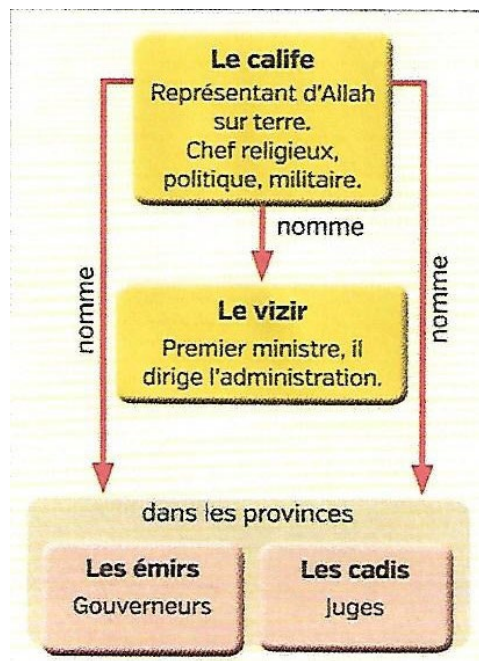 Le calife
Représentant d'Allah
sur terre.
Chef religieux,
politique, militaire.
nomme
nomme
nomme
Le vizir
Premier ministre, il
dirige l'administration.
dans les provinces
Les émirs
Gouverneurs
Les cadis
Juges